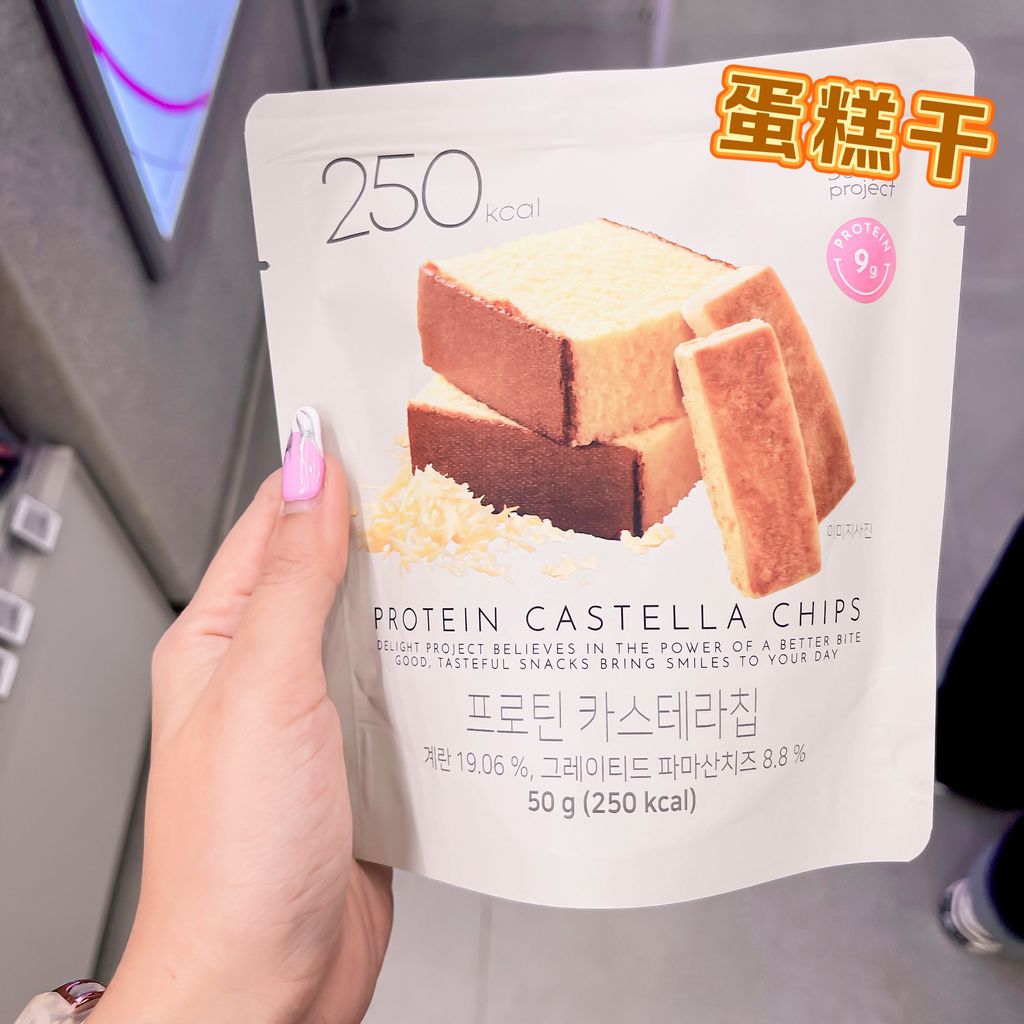 蛋糕干
250 kcal
project
PROTEIN
9g
이미지사진
PROTEIN CASTELLA CHIPS
DELIGHT PROJECT BELIEVES IN THE POWER OF A BETTER BITE
GOOD, TASTEFUL SNACKS BRING SMILES TO YOUR DAY
프로틴 카스테라칩
계란 19.06 %, 그레이티드 파마산치즈 8.8 %
50 g (250 kcal)